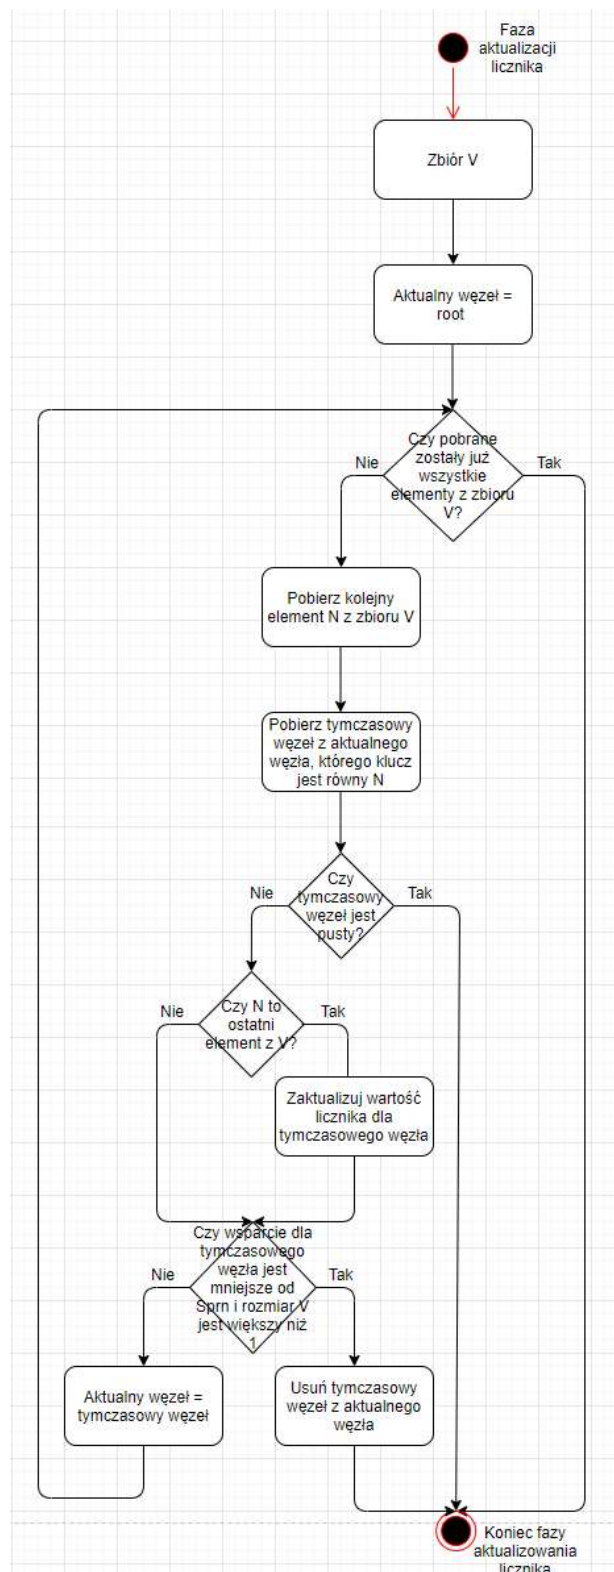 Faza
aktualizacji
licznika
Zbiór V
Aktualny węzeł =
root
Czy pobrane
zostały już
wszystkie
elementy z zbioru
V?
Nie
Tak
Pobierz kolejny
element N z zbioru V
Pobierz tymczasowy
węzeł z aktualnego
węzła, którego klucz
jest równy N
Czy
tymczasowy
węzeł jest
pusty?
Nie
Tak
Czy N to
ostatni
element z V?
Nie
Tak
Zaktualizuj wartość
licznika dla
tymczasowego węzła
Czy wsparcie dla
tymczasowego
węzła jest
mniejsze od
Sprn i rozmiar V
jest większy niż
1
Nie
Tak
Aktualny węzeł =
tymczasowy węzeł
Usuń tymczasowy
węzeł z aktualnego
węzła
Koniec fazy
aktualizowania
licznika